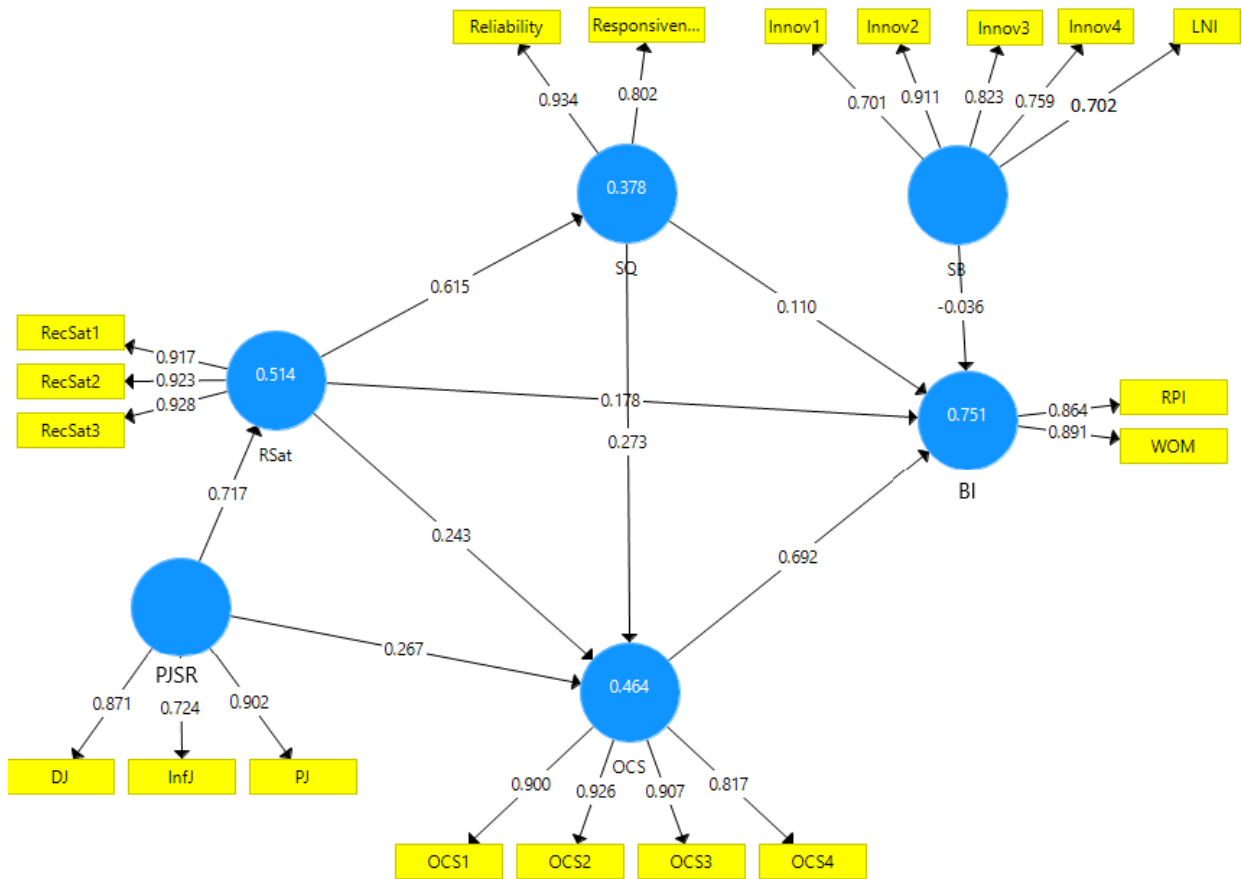 Reliability
Responsiven...
Innov1
Innov2
Innov3
Innov4
LNI
0.934
0.802
0.701
0.911
0.823
0.759
0.702
0.378
SQ
SB
0.615
0.110
-0.036
RecSat1
RecSat2
RecSat3
0.917
0.923
0.928
0.514
RSat
0.178
0.273
0.751
BI
0.864
0.891
RPI
WOM
0.717
0.243
0.692
PJSR
0.267
0.464
OCS
0.871
0.724
0.902
DJ
InfJ
PJ
0.900
0.926
0.907
0.817
OCS1
OCS2
OCS3
OCS4